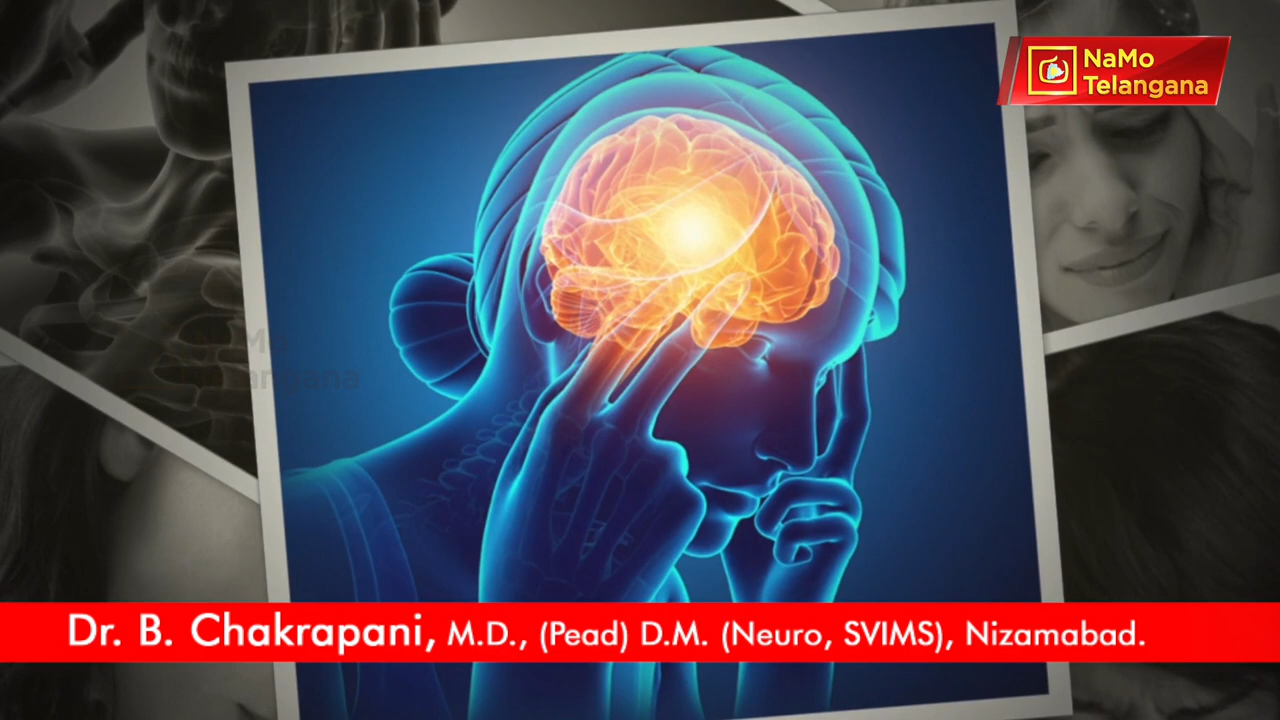 NaMo
Telangana
Dr. B. Chakrapani, M.D., (Pead) D.M. (Neuro, SVIMS), Nizamabad.